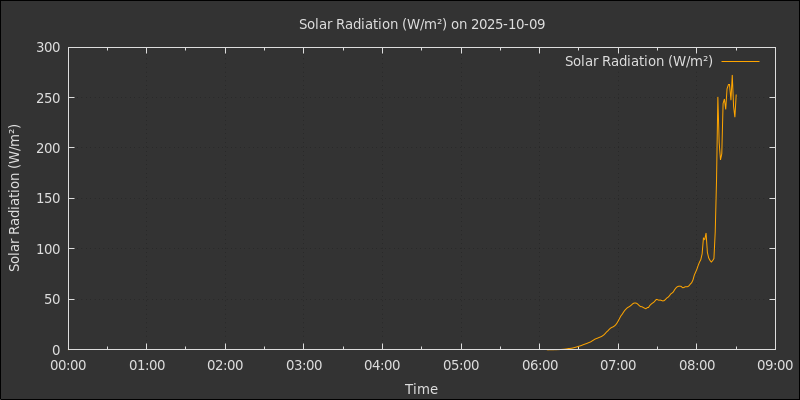 Solar Radiation (W/m²) on 2025-10-09
Solar Radiation (W/m²)
Solar Radiation (W/m²)
300
250
200
150
100
50
0
00:00 01:00 02:00 03:00 04:00 05:00 06:00 07:00 08:00 09:00
Time